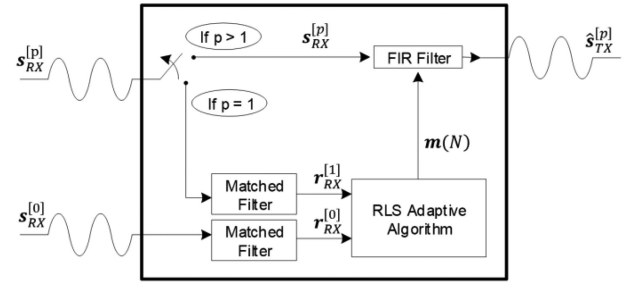 s_RX^[p]
If p > 1
s_RX^[p]
FIR Filter
ŝ_TX^[p]
If p = 1
m(N)
s_RX^[0]
Matched
Filter
r_RX^[1]
Matched
Filter
r_RX^[0]
RLS Adaptive
Algorithm